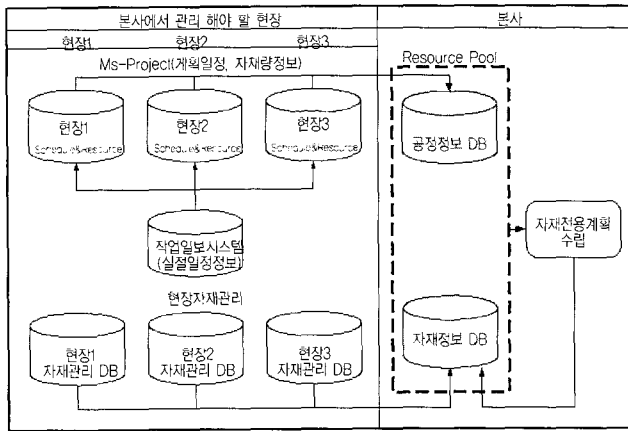 본사에서 관리 해야 할 현장
본사
현장1
현장2
현장3
Ms-Project(계획일정, 자재량정보)
Resource Pool
현장1
Schedule&Resource
현장2
Schedule&Resource
현장3
Schedule&Resource
공정정보 DB
작업일보시스템
(실절일정정보)
자재전용계획
수립
현장자재관리
현장1
자재관리 DB
현장2
자재관리 DB
현장3
자재관리 DB
자재정보 DB